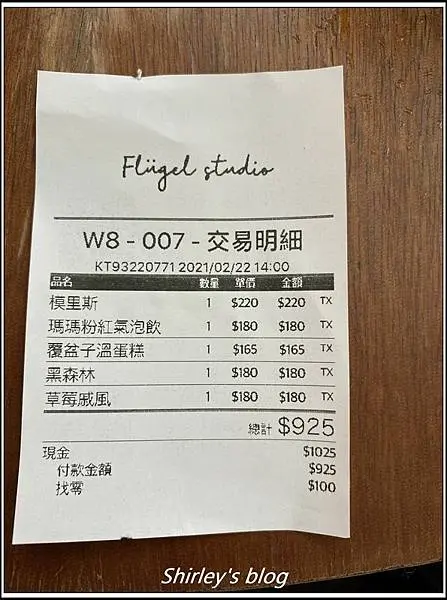 Flügel studio
W8 - 007 - 交易明細
KT93220771 2021/02/22 14:00
品名 數量 單價 金額
模里斯 1 $220 $220 TX
瑪瑪粉紅氣泡飲 1 $180 $180 TX
覆盆子溫蛋糕 1 $165 $165 TX
黑森林 1 $180 $180 TX
草莓戚風 1 $180 $180 TX
總計 $925
現金 $1025
付款金額 $925
找零 $100
Shirley's blog